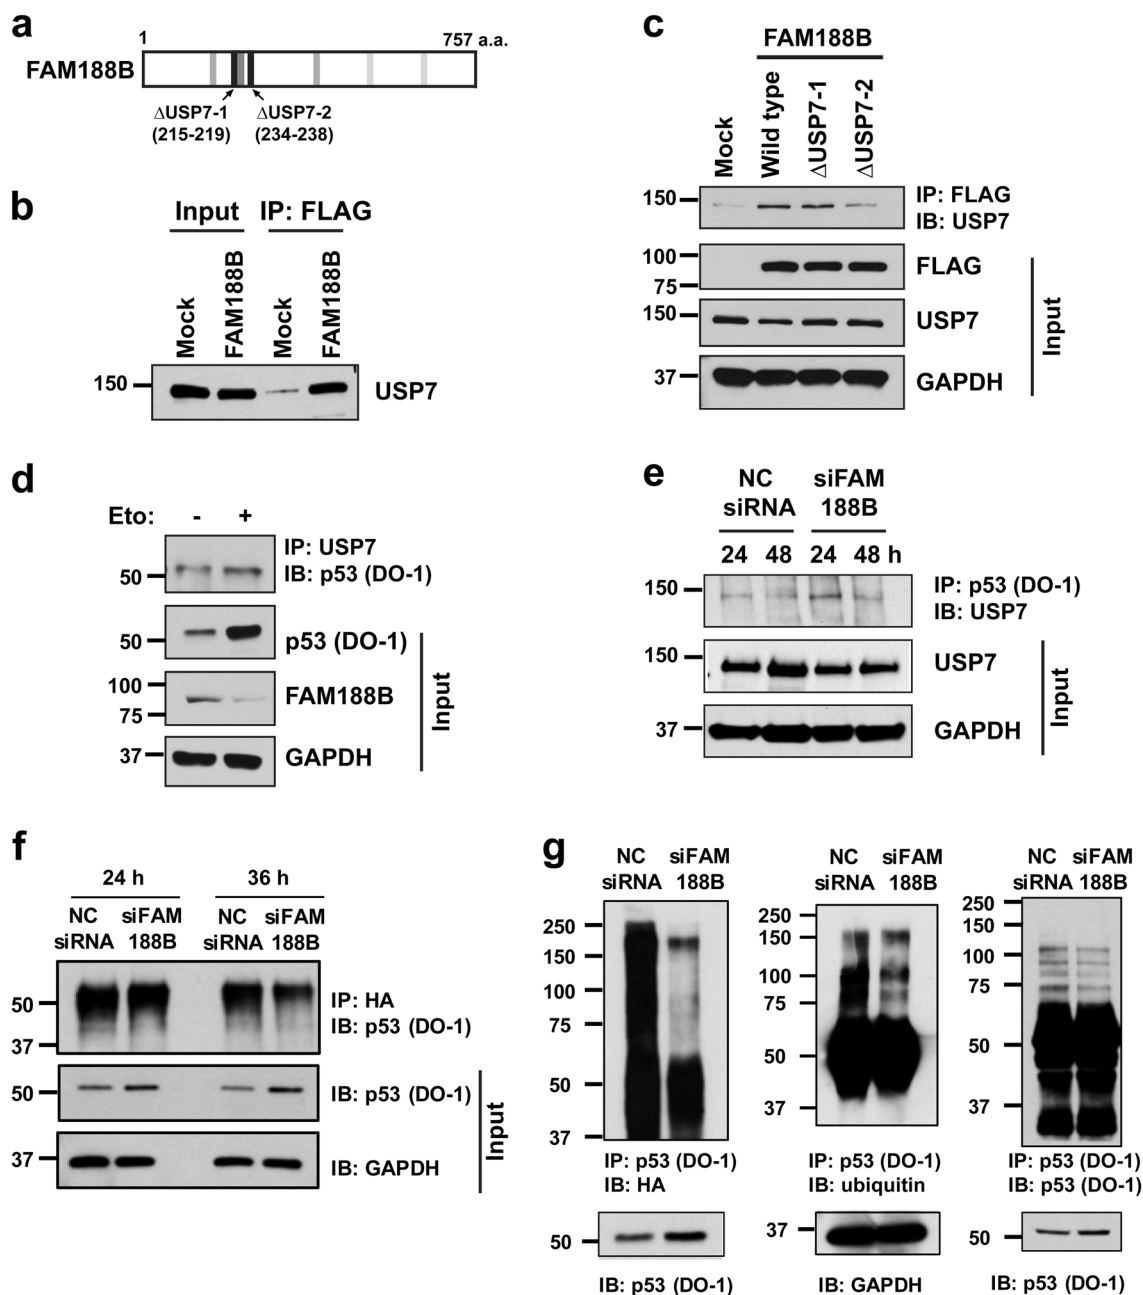 a
1
757 a.a.
FAM188B
ΔUSP7-1
(215-219)
ΔUSP7-2
(234-238)
b
Input
IP: FLAG
Mock
FAM188B
Mock
FAM188B
150
USP7
c
FAM188B
Mock
Wild type
ΔUSP7-1
ΔUSP7-2
150
IP: FLAG
IB: USP7
100
75
FLAG
150
USP7
37
GAPDH
Input
d
Eto: - +
50
IP: USP7
IB: p53 (DO-1)
50
p53 (DO-1)
100
75
FAM188B
37
GAPDH
Input
e
NC
siRNA
siFAM
188B
24 48 24 48 h
150
IP: p53 (DO-1)
IB: USP7
150
USP7
37
GAPDH
Input
f
24 h
36 h
NC
siRNA
siFAM
188B
NC
siRNA
siFAM
188B
50
37
IP: HA
IB: p53 (DO-1)
50
IB: p53 (DO-1)
37
IB: GAPDH
Input
g
NC
siRNA
siFAM
188B
250
150
100
75
50
37
IP: p53 (DO-1)
IB: HA
50
IB: p53 (DO-1)
NC
siRNA
siFAM
188B
250
150
100
75
50
37
IP: p53 (DO-1)
IB: ubiquitin
37
IB: GAPDH
NC
siRNA
siFAM
188B
250
150
100
75
50
37
IP: p53 (DO-1)
IB: p53 (DO-1)
50
IB: p53 (DO-1)